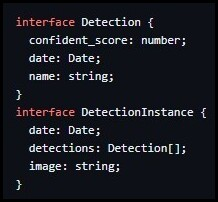 interface Detection {
  confident_score: number;
  date: Date;
  name: string;
}
interface DetectionInstance {
  date: Date;
  detections: Detection[];
  image: string;
}